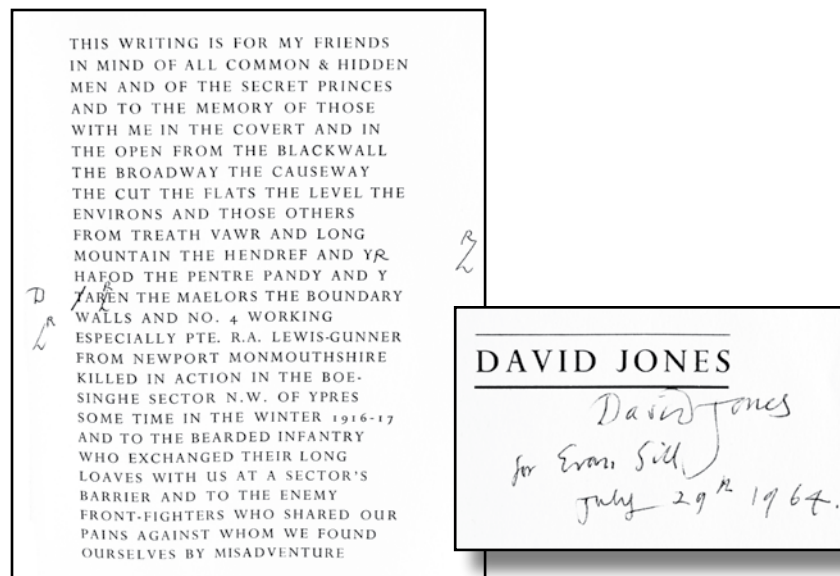 THIS WRITING IS FOR MY FRIENDS
IN MIND OF ALL COMMON & HIDDEN
MEN AND OF THE SECRET PRINCES
AND TO THE MEMORY OF THOSE
WITH ME IN THE COVERT AND IN
THE OPEN FROM THE BLACKWALL
THE BROADWAY THE CAUSEWAY
THE CUT THE FLATS THE LEVEL THE
ENVIRONS AND THOSE OTHERS
FROM TREATH VAWR AND LONG
MOUNTAIN THE HENDREF AND YR
HAFOD THE PENTRE PANDY AND Y
D TAREN THE MAELORS THE BOUNDARY
WALLS AND NO. 4 WORKING
ESPECIALLY PTE. R.A. LEWIS-GUNNER
FROM NEWPORT MONMOUTHSHIRE
KILLED IN ACTION IN THE BOE-
SINGHE SECTOR N.W. OF YPRES
SOME TIME IN THE WINTER 1916-17
AND TO THE BEARDED INFANTRY
WHO EXCHANGED THEIR LONG
LOAVES WITH US AT A SECTOR'S
BARRIER AND TO THE ENEMY
FRONT-FIGHTERS WHO SHARED OUR
PAINS AGAINST WHOM WE FOUND
OURSELVES BY MISADVENTURE
DAVID JONES
David Jones
for Evan Gill
July 29th 1964.